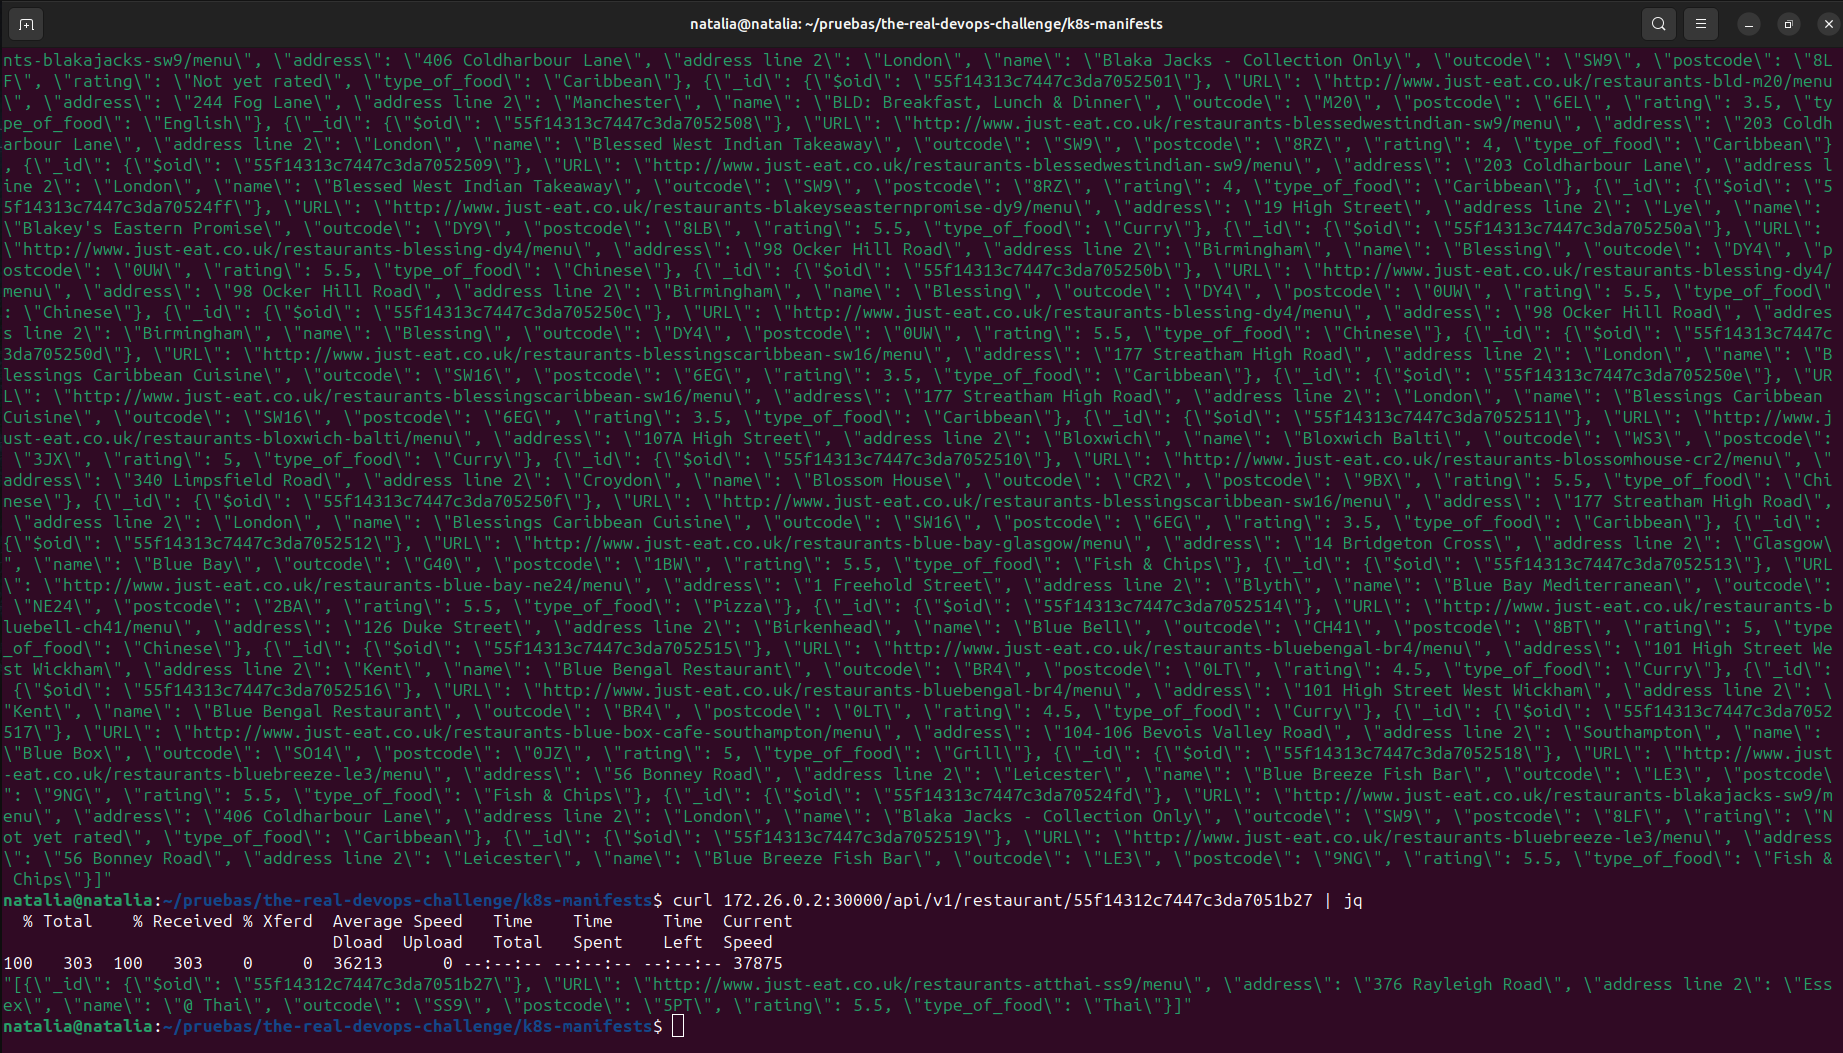 natalia@natalia: ~/pruebas/the-real-devops-challenge/k8s-manifests
nts-blakajacks-sw9/menu\", \"address\": \"406 Coldharbour Lane\", \"address line 2\": \"London\", \"name\": \"Blaka Jacks - Collection Only\", \"outcode\": \"SW9\", \"postcode\": \"8L
F\", \"rating\": \"Not yet rated\", \"type_of_food\": \"Caribbean\"}, {\"_id\": {\"$oid\": \"55f14313c7447c3da7052501\"}, \"URL\": \"http://www.just-eat.co.uk/restaurants-bld-m20/menu
\", \"address\": \"244 Fog Lane\", \"address line 2\": \"Manchester\", \"name\": \"BLD: Breakfast, Lunch & Dinner\", \"outcode\": \"M20\", \"postcode\": \"6EL\", \"rating\": 3.5, \"ty
pe_of_food\": \"English\"}, {\"_id\": {\"$oid\": \"55f14313c7447c3da7052508\"}, \"URL\": \"http://www.just-eat.co.uk/restaurants-blessedwestindian-sw9/menu\", \"address\": \"203 Coldh
arbour Lane\", \"address line 2\": \"London\", \"name\": \"Blessed West Indian Takeaway\", \"outcode\": \"SW9\", \"postcode\": \"8RZ\", \"rating\": 4, \"type_of_food\": \"Caribbean\"}
, {\"_id\": {\"$oid\": \"55f14313c7447c3da7052509\"}, \"URL\": \"http://www.just-eat.co.uk/restaurants-blessedwestindian-sw9/menu\", \"address\": \"203 Coldharbour Lane\", \"address l
ine 2\": \"London\", \"name\": \"Blessed West Indian Takeaway\", \"outcode\": \"SW9\", \"postcode\": \"8RZ\", \"rating\": 4, \"type_of_food\": \"Caribbean\"}, {\"_id\": {\"$oid\": \"5
5f14313c7447c3da70524ff\"}, \"URL\": \"http://www.just-eat.co.uk/restaurants-blakeyseasternpromise-dy9/menu\", \"address\": \"19 High Street\", \"address line 2\": \"Lye\", \"name\": 
\"Blakey's Eastern Promise\", \"outcode\": \"DY9\", \"postcode\": \"8LB\", \"rating\": 5.5, \"type_of_food\": \"Curry\"}, {\"_id\": {\"$oid\": \"55f14313c7447c3da705250a\"}, \"URL\": 
\"http://www.just-eat.co.uk/restaurants-blessing-dy4/menu\", \"address\": \"98 Ocker Hill Road\", \"address line 2\": \"Birmingham\", \"name\": \"Blessing\", \"outcode\": \"DY4\", \"p
ostcode\": \"0UW\", \"rating\": 5.5, \"type_of_food\": \"Chinese\"}, {\"_id\": {\"$oid\": \"55f14313c7447c3da705250b\"}, \"URL\": \"http://www.just-eat.co.uk/restaurants-blessing-dy4/
menu\", \"address\": \"98 Ocker Hill Road\", \"address line 2\": \"Birmingham\", \"name\": \"Blessing\", \"outcode\": \"DY4\", \"postcode\": \"0UW\", \"rating\": 5.5, \"type_of_food\"
: \"Chinese\"}, {\"_id\": {\"$oid\": \"55f14313c7447c3da705250c\"}, \"URL\": \"http://www.just-eat.co.uk/restaurants-blessing-dy4/menu\", \"address\": \"98 Ocker Hill Road\", \"addres
s line 2\": \"Birmingham\", \"name\": \"Blessing\", \"outcode\": \"DY4\", \"postcode\": \"0UW\", \"rating\": 5.5, \"type_of_food\": \"Chinese\"}, {\"_id\": {\"$oid\": \"55f14313c7447c
3da705250d\"}, \"URL\": \"http://www.just-eat.co.uk/restaurants-blessingscaribbean-sw16/menu\", \"address\": \"177 Streatham High Road\", \"address line 2\": \"London\", \"name\": \"B
lessings Caribbean Cuisine\", \"outcode\": \"SW16\", \"postcode\": \"6EG\", \"rating\": 3.5, \"type_of_food\": \"Caribbean\"}, {\"_id\": {\"$oid\": \"55f14313c7447c3da705250e\"}, \"UR
L\": \"http://www.just-eat.co.uk/restaurants-blessingscaribbean-sw16/menu\", \"address\": \"177 Streatham High Road\", \"address line 2\": \"London\", \"name\": \"Blessings Caribbean 
Cuisine\", \"outcode\": \"SW16\", \"postcode\": \"6EG\", \"rating\": 3.5, \"type_of_food\": \"Caribbean\"}, {\"_id\": {\"$oid\": \"55f14313c7447c3da7052511\"}, \"URL\": \"http://www.j
ust-eat.co.uk/restaurants-bloxwich-balti/menu\", \"address\": \"107A High Street\", \"address line 2\": \"Bloxwich\", \"name\": \"Bloxwich Balti\", \"outcode\": \"WS3\", \"postcode\":
 \"3JX\", \"rating\": 5, \"type_of_food\": \"Curry\"}, {\"_id\": {\"$oid\": \"55f14313c7447c3da7052510\"}, \"URL\": \"http://www.just-eat.co.uk/restaurants-blossomhouse-cr2/menu\", \"
address\": \"340 Limpsfield Road\", \"address line 2\": \"Croydon\", \"name\": \"Blossom House\", \"outcode\": \"CR2\", \"postcode\": \"9BX\", \"rating\": 5.5, \"type_of_food\": \"Chi
nese\"}, {\"_id\": {\"$oid\": \"55f14313c7447c3da705250f\"}, \"URL\": \"http://www.just-eat.co.uk/restaurants-blessingscaribbean-sw16/menu\", \"address\": \"177 Streatham High Road\",
 \"address line 2\": \"London\", \"name\": \"Blessings Caribbean Cuisine\", \"outcode\": \"SW16\", \"postcode\": \"6EG\", \"rating\": 3.5, \"type_of_food\": \"Caribbean\"}, {\"_id\": 
{\"$oid\": \"55f14313c7447c3da7052512\"}, \"URL\": \"http://www.just-eat.co.uk/restaurants-blue-bay-glasgow/menu\", \"address\": \"14 Bridgeton Cross\", \"address line 2\": \"Glasgow\
", \"name\": \"Blue Bay\", \"outcode\": \"G40\", \"postcode\": \"1BW\", \"rating\": 5.5, \"type_of_food\": \"Fish & Chips\"}, {\"_id\": {\"$oid\": \"55f14313c7447c3da7052513\"}, \"URL
\": \"http://www.just-eat.co.uk/restaurants-blue-bay-ne24/menu\", \"address\": \"1 Freehold Street\", \"address line 2\": \"Blyth\", \"name\": \"Blue Bay Mediterranean\", \"outcode\":
 \"NE24\", \"postcode\": \"2BA\", \"rating\": 5.5, \"type_of_food\": \"Pizza\"}, {\"_id\": {\"$oid\": \"55f14313c7447c3da7052514\"}, \"URL\": \"http://www.just-eat.co.uk/restaurants-b
luebell-ch41/menu\", \"address\": \"126 Duke Street\", \"address line 2\": \"Birkenhead\", \"name\": \"Blue Bell\", \"outcode\": \"CH41\", \"postcode\": \"8BT\", \"rating\": 5, \"type
_of_food\": \"Chinese\"}, {\"_id\": {\"$oid\": \"55f14313c7447c3da7052515\"}, \"URL\": \"http://www.just-eat.co.uk/restaurants-bluebengal-br4/menu\", \"address\": \"101 High Street We
st Wickham\", \"address line 2\": \"Kent\", \"name\": \"Blue Bengal Restaurant\", \"outcode\": \"BR4\", \"postcode\": \"0LT\", \"rating\": 4.5, \"type_of_food\": \"Curry\"}, {\"_id\":
 {\"$oid\": \"55f14313c7447c3da7052516\"}, \"URL\": \"http://www.just-eat.co.uk/restaurants-bluebengal-br4/menu\", \"address\": \"101 High Street West Wickham\", \"address line 2\": \
"Kent\", \"name\": \"Blue Bengal Restaurant\", \"outcode\": \"BR4\", \"postcode\": \"0LT\", \"rating\": 4.5, \"type_of_food\": \"Curry\"}, {\"_id\": {\"$oid\": \"55f14313c7447c3da7052
517\"}, \"URL\": \"http://www.just-eat.co.uk/restaurants-blue-box-cafe-southampton/menu\", \"address\": \"104-106 Bevois Valley Road\", \"address line 2\": \"Southampton\", \"name\": 
\"Blue Box\", \"outcode\": \"SO14\", \"postcode\": \"0JZ\", \"rating\": 5, \"type_of_food\": \"Grill\"}, {\"_id\": {\"$oid\": \"55f14313c7447c3da7052518\"}, \"URL\": \"http://www.just
-eat.co.uk/restaurants-bluebreeze-le3/menu\", \"address\": \"56 Bonney Road\", \"address line 2\": \"Leicester\", \"name\": \"Blue Breeze Fish Bar\", \"outcode\": \"LE3\", \"postcode\
": \"9NG\", \"rating\": 5.5, \"type_of_food\": \"Fish & Chips\"}, {\"_id\": {\"$oid\": \"55f14313c7447c3da70524fd\"}, \"URL\": \"http://www.just-eat.co.uk/restaurants-blakajacks-sw9/m
enu\", \"address\": \"406 Coldharbour Lane\", \"address line 2\": \"London\", \"name\": \"Blaka Jacks - Collection Only\", \"outcode\": \"SW9\", \"postcode\": \"8LF\", \"rating\": \"N
ot yet rated\", \"type_of_food\": \"Caribbean\"}, {\"_id\": {\"$oid\": \"55f14313c7447c3da7052519\"}, \"URL\": \"http://www.just-eat.co.uk/restaurants-bluebreeze-le3/menu\", \"address
\": \"56 Bonney Road\", \"address line 2\": \"Leicester\", \"name\": \"Blue Breeze Fish Bar\", \"outcode\": \"LE3\", \"postcode\": \"9NG\", \"rating\": 5.5, \"type_of_food\": \"Fish &
 Chips\"}]"
natalia@natalia:~/pruebas/the-real-devops-challenge/k8s-manifests$ curl 172.26.0.2:30000/api/v1/restaurant/55f14312c7447c3da7051b27 | jq
  % Total    % Received % Xferd  Average Speed   Time    Time     Time  Current
                                 Dload  Upload   Total   Spent    Left  Speed
100   303  100   303    0     0  36213      0 --:--:-- --:--:-- --:--:-- 37875
"[{\"_id\": {\"$oid\": \"55f14312c7447c3da7051b27\"}, \"URL\": \"http://www.just-eat.co.uk/restaurants-atthai-ss9/menu\", \"address\": \"376 Rayleigh Road\", \"address line 2\": \"Ess
ex\", \"name\": \"@ Thai\", \"outcode\": \"SS9\", \"postcode\": \"5PT\", \"rating\": 5.5, \"type_of_food\": \"Thai\"}]"
natalia@natalia:~/pruebas/the-real-devops-challenge/k8s-manifests$